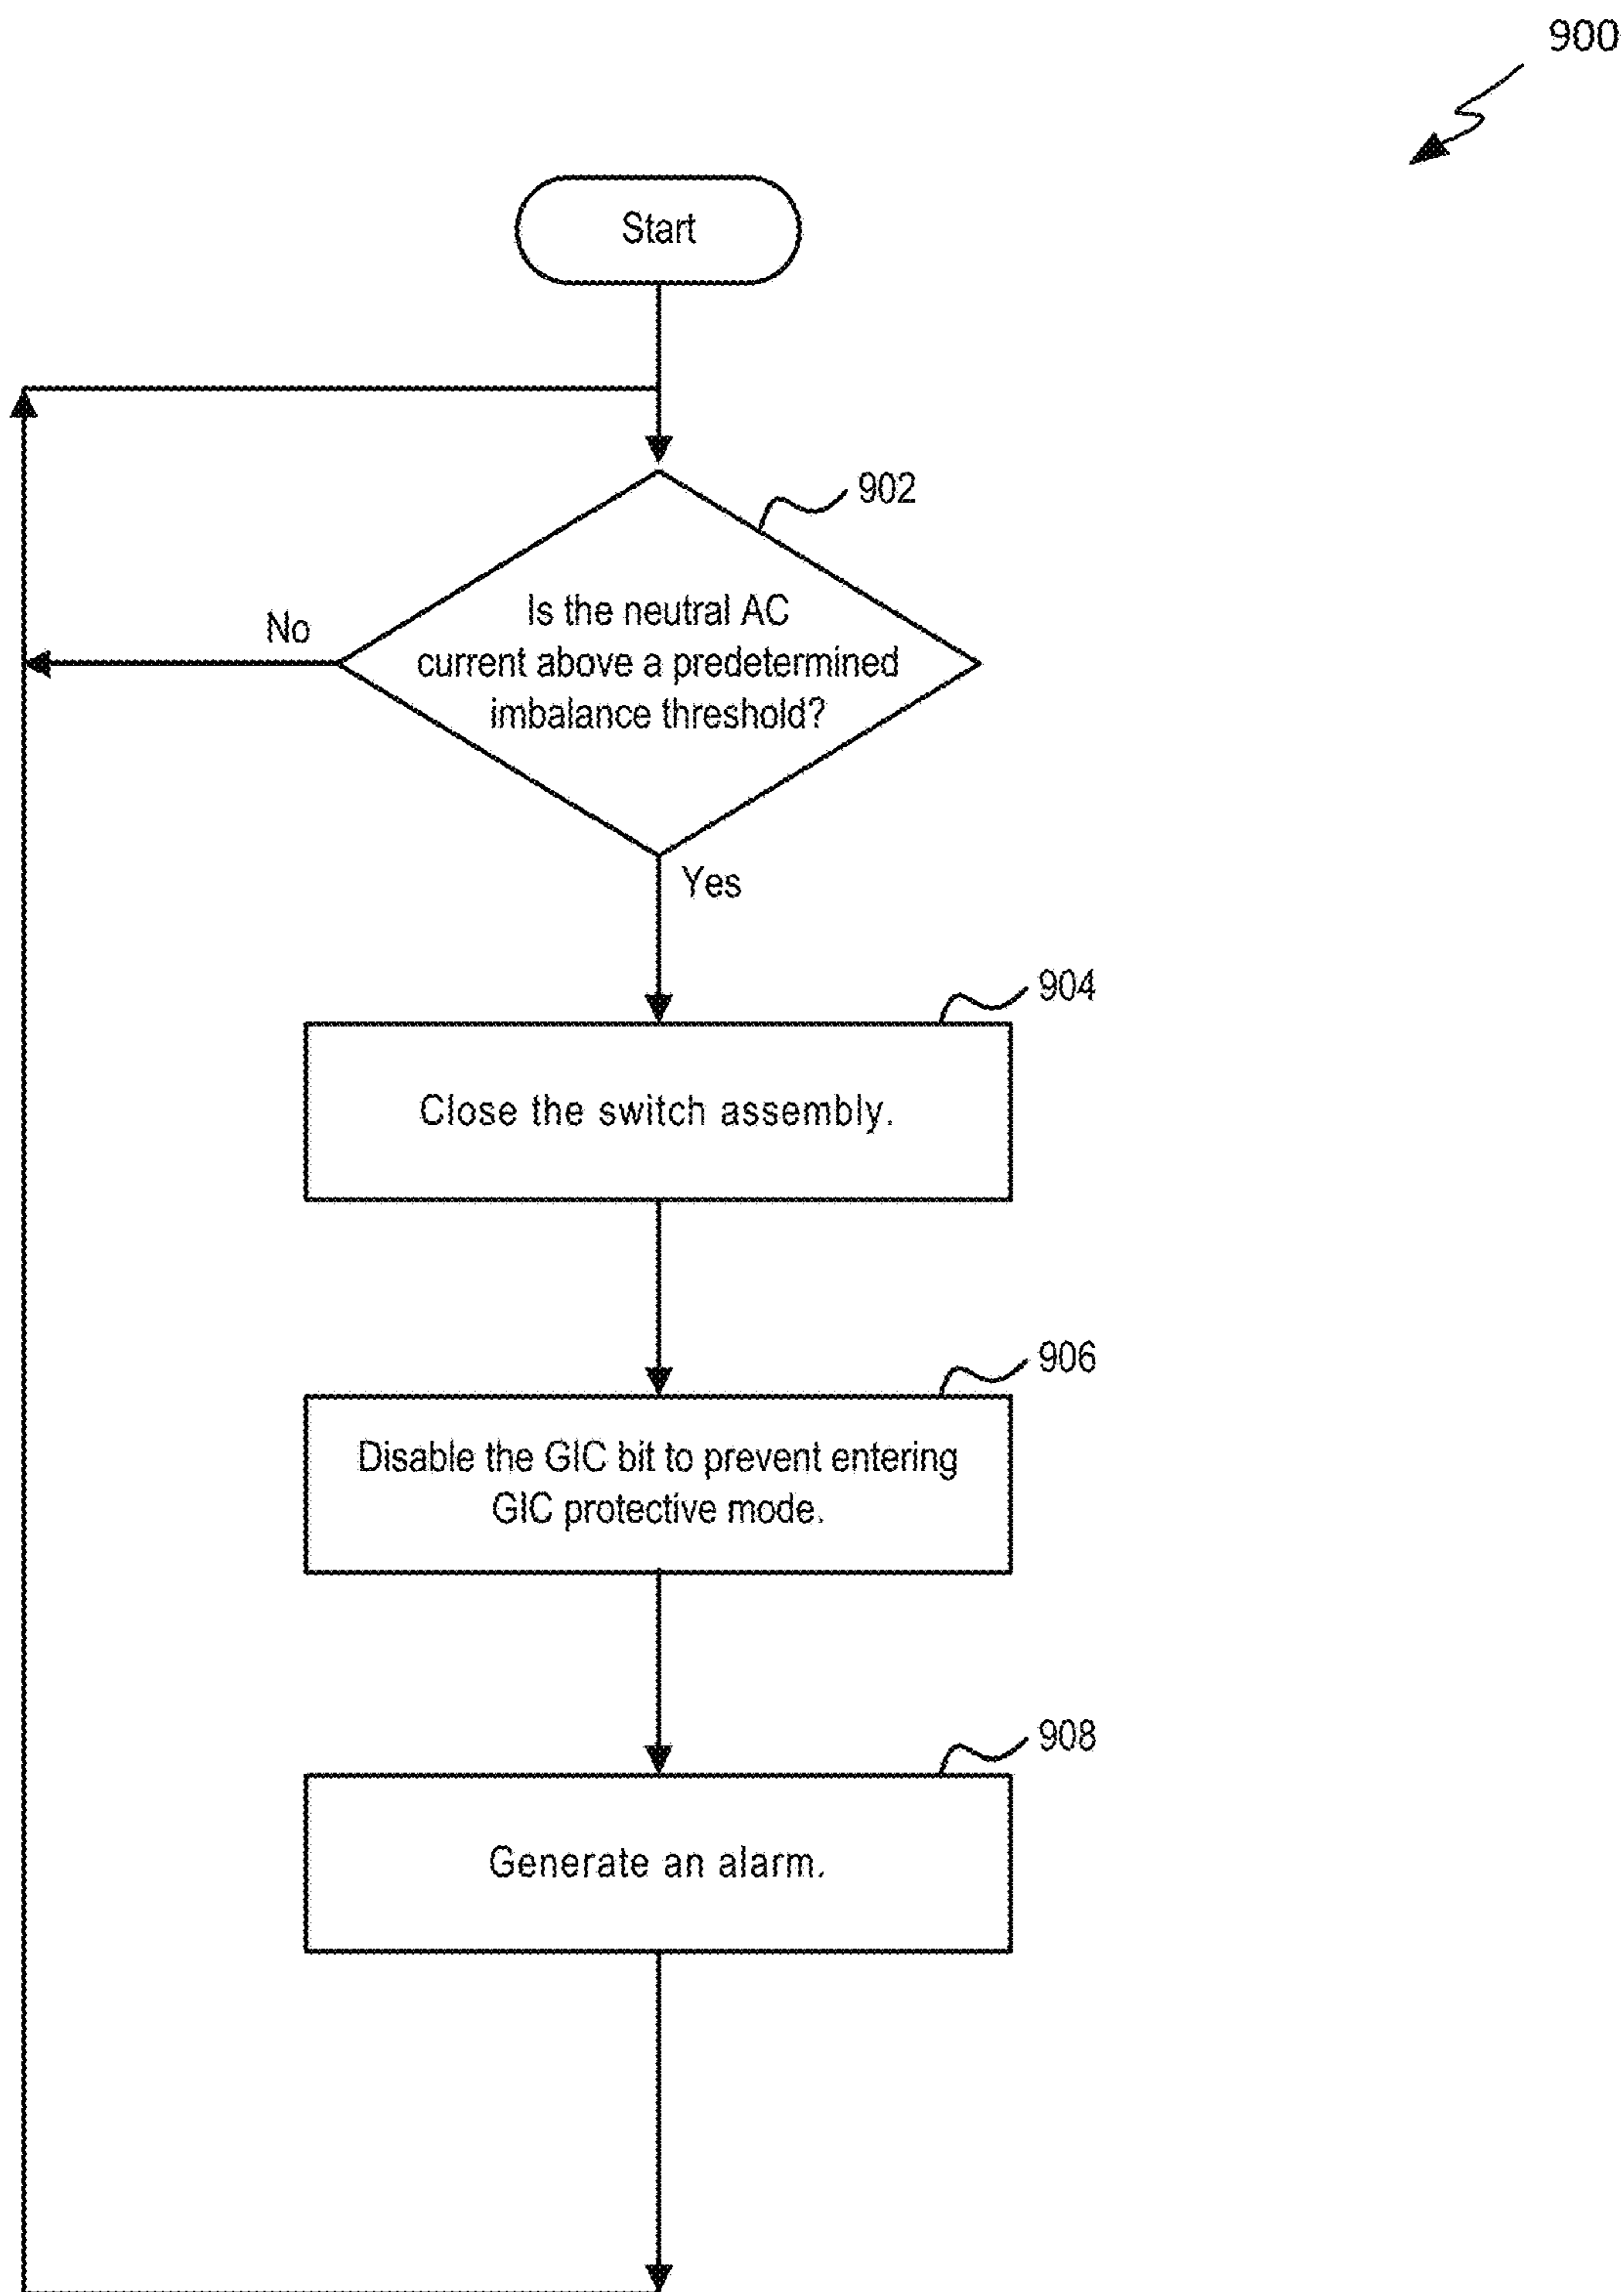 900
Start
902
Is the neutral AC
current above a predetermined
imbalance threshold?
No
Yes
904
Close the switch assembly.
906
Disable the GIC bit to prevent entering
GIC protective mode.
908
Generate an alarm.